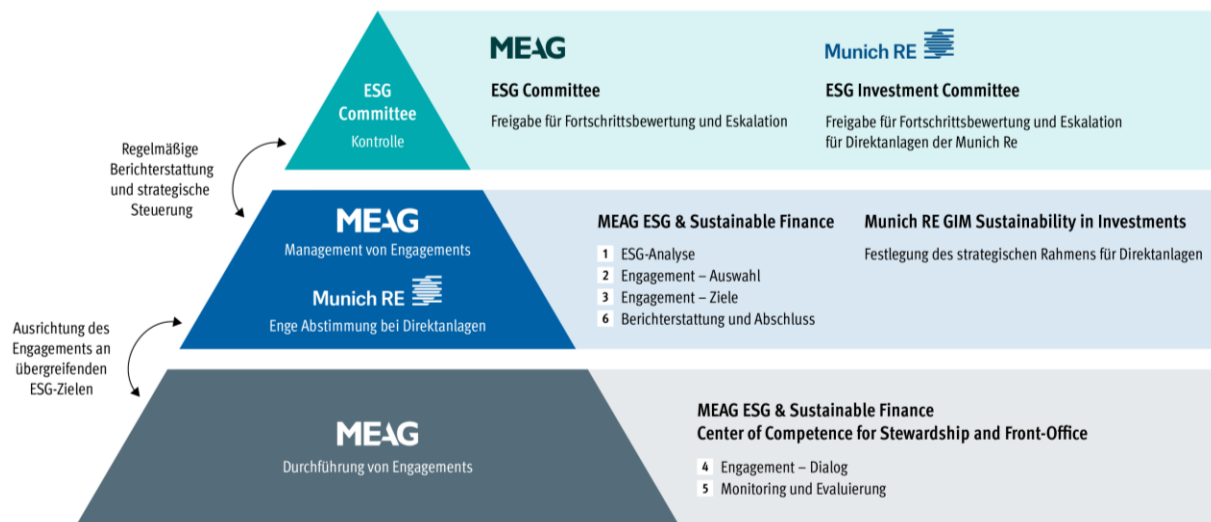 ESG
Committee
Kontrolle
MEAG
ESG Committee
Freigabe für Fortschrittsbewertung und Eskalation
Munich RE
ESG Investment Committee
Freigabe für Fortschrittsbewertung und Eskalation
für Direktanlagen der Munich Re
Regelmäßige
Berichterstattung
und strategische
Steuerung
MEAG
Management von Engagements
Munich RE
Enge Abstimmung bei Direktanlagen
MEAG ESG & Sustainable Finance
1 ESG-Analyse
2 Engagement – Auswahl
3 Engagement – Ziele
6 Berichterstattung und Abschluss
Munich RE GIM Sustainability in Investments
Festlegung des strategischen Rahmens für Direktanlagen
Ausrichtung des
Engagements an
übergreifenden
ESG-Zielen
MEAG
Durchführung von Engagements
MEAG ESG & Sustainable Finance
Center of Competence for Stewardship and Front-Office
4 Engagement – Dialog
5 Monitoring und Evaluierung